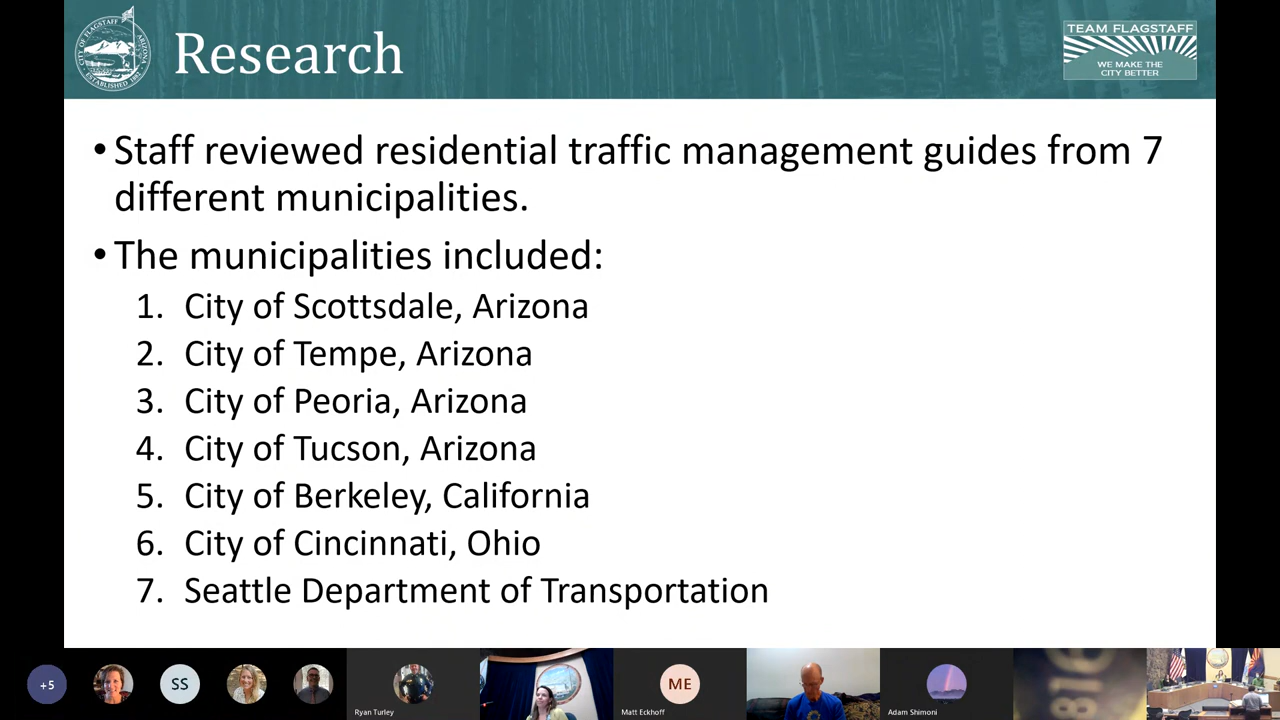 Research
TEAM FLAGSTAFF
WE MAKE THE
CITY BETTER
• Staff reviewed residential traffic management guides from 7
different municipalities.
• The municipalities included:
1. City of Scottsdale, Arizona
2. City of Tempe, Arizona
3. City of Peoria, Arizona
4. City of Tucson, Arizona
5. City of Berkeley, California
6. City of Cincinnati, Ohio
7. Seattle Department of Transportation
+5
SS
Ryan Turley
ME
Matt Eckhoff
Adam Shimoni